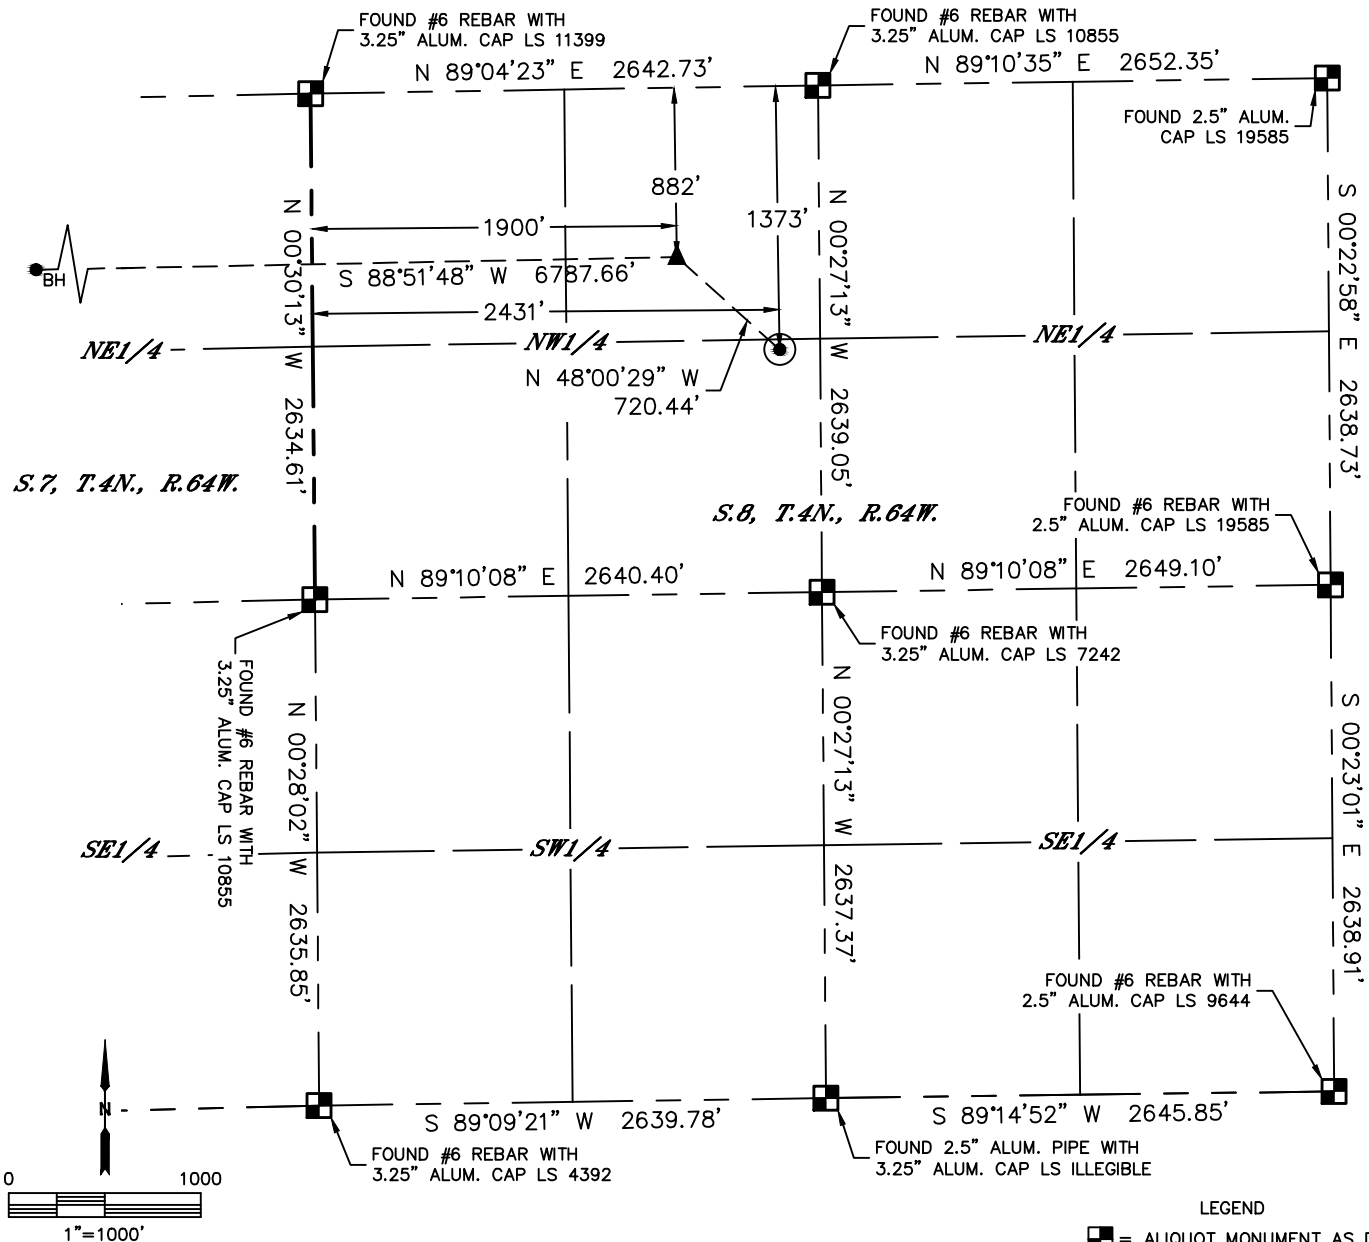 FOUND #6 REBAR WITH
3.25" ALUM. CAP LS 11399
FOUND #6 REBAR WITH
3.25" ALUM. CAP LS 10855
N 89°04'23" E 2642.73'
N 89°10'35" E 2652.35'
FOUND 2.5" ALUM.
CAP LS 19585
882'
1373'
1900'
N 00°30'13" W 2634.61'
N 00°27'13" W 2639.05'
S 00°22'58" E 2638.73'
BH
S 88°51'48" W 6787.66'
2431'
NE1/4
NW1/4
NE1/4
N 48°00'29" W
720.44'
S.7, T.4N., R.64W.
S.8, T.4N., R.64W.
FOUND #6 REBAR WITH
2.5" ALUM. CAP LS 19585
N 89°10'08" E 2640.40'
N 89°10'08" E 2649.10'
FOUND #6 REBAR WITH
3.25" ALUM. CAP LS 7242
FOUND #6 REBAR WITH
3.25" ALUM. CAP LS 10855
N 00°28'02" W 2635.85'
N 00°27'13" W 2637.37'
S 00°23'01" E 2638.91'
SE1/4
SW1/4
SE1/4
FOUND #6 REBAR WITH
2.5" ALUM. CAP LS 9644
N
S 89°09'21" W 2639.78'
S 89°14'52" W 2645.85'
FOUND #6 REBAR WITH
3.25" ALUM. CAP LS 4392
FOUND 2.5" ALUM. PIPE WITH
3.25" ALUM. CAP LS ILLEGIBLE
0 1000
1"=1000'
LEGEND
= ALIQUOT MONUMENT AS